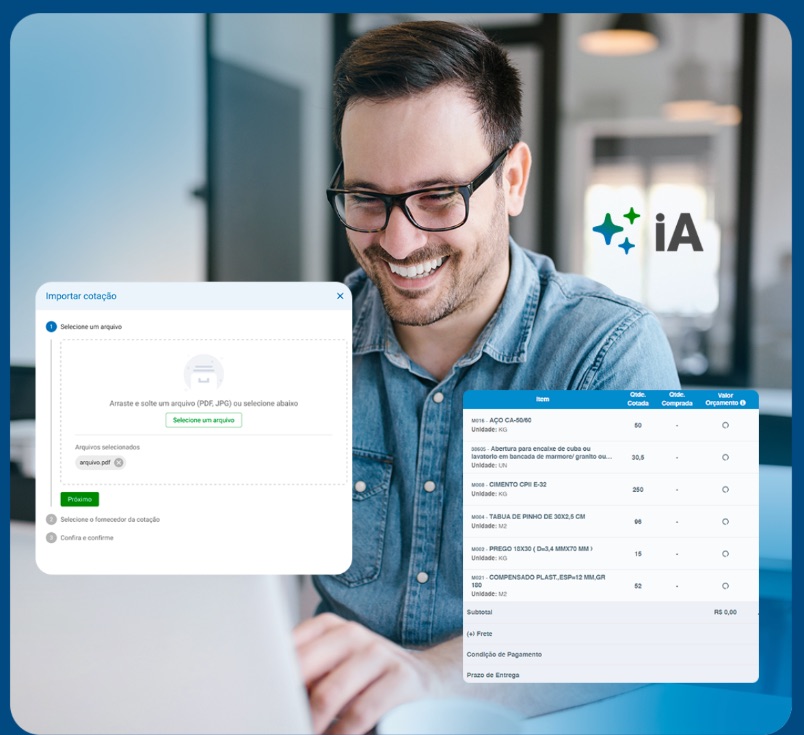 iA
Importar cotação
1 Selecione um arquivo
Arraste e solte um arquivo (PDF, JPG) ou selecione abaixo
Selecione um arquivo
Arquivos selecionados
arquivo.pdf
Próximo
2 Selecione o fornecedor da cotação
3 Confira e confirme
Item Qtde. Cotada Qtde. Comprada Valor Orçamento
M016 - AÇO CA-50/60 50 -
Unidade: KG
Abertura para encaixe de cuba ou
lavatorio em bancada de marmore/ granito ou... 30,5 -
Unidade: UN
CIMENTO CPII E-32 250 -
Unidade: KG
M004 - TABUA DE PINHO DE 30X2,5 CM 96 -
Unidade: M2
PREGO 18X30 ( D=3,4 MMX70 MM ) 15 -
Unidade: KG
M021 - COMPENSADO PLAST.,ESP=12 MM,GR
180 52 -
Unidade: M2
Subtotal R$ 0,00
(+) Frete
Condição de Pagamento
Prazo de Entrega